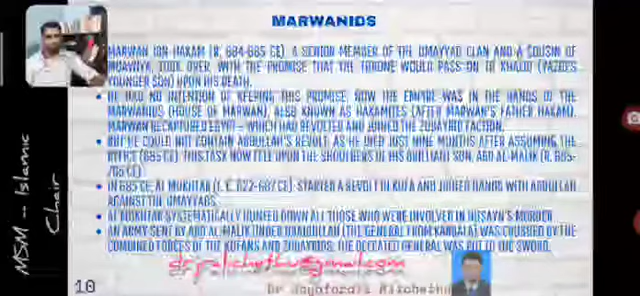 MARWANIDS
MARWAN IBN HAKAM (R. 684-685 CE) A SENIOR MEMBER OF THE UMAYYAD CLAN AND A COUSIN OF
MUAWIYA, TOOK OVER, WITH THE PROMISE THAT THE THRONE WOULD PASS ON TO KHALID (YAZID'S
YOUNGER SON) UPON HIS DEATH.
HE HAD NO INTENTION OF KEEPING THIS PROMISE. NOW THE EMPIRE WAS IN THE HANDS OF THE
MARWANIDS (HOUSE OF MARWAN), ALSO KNOWN AS HAKAMITES (AFTER MARWAN'S FATHER HAKAM).
MARWAN RECAPTURED EGYPT – WHICH HAD REVOLTED AND JOINED THE ZUBAYRID FACTION.
BUT HE COULD NOT CONTAIN ABDULLAH'S REVOLT, AS HE DIED JUST NINE MONTHS AFTER ASSUMING THE
OFFICE (685 CE) THIS TASK NOW FELL UPON THE SHOULDERS OF HIS BRILLIANT SON, ABD AL-MALIK (R. 685-
705 CE)
IN 685 CE, AL MUKHTAR (L. C. 622-687 CE) STARTED A REVOLT IN KUFA AND JOINED HANDS WITH ABDULLAH
AGAINST THE UMAYYADS.
AL MUKHTAR SYSTEMATICALLY HUNTED DOWN ALL THOSE WHO WERE INVOLVED IN HUSAYN'S MURDER.
AN ARMY SENT BY ABD AL-MALIK UNDER UBAIDULLAH (THE GENERAL FROM KARBALA) WAS CRUSHED BY THE
COMBINED FORCES OF THE KUFANS AND ZUBAYRIDS; THE DEFEATED GENERAL WAS PUT TO THE SWORD.
10
Dr
MSM -- Islamic
Chair